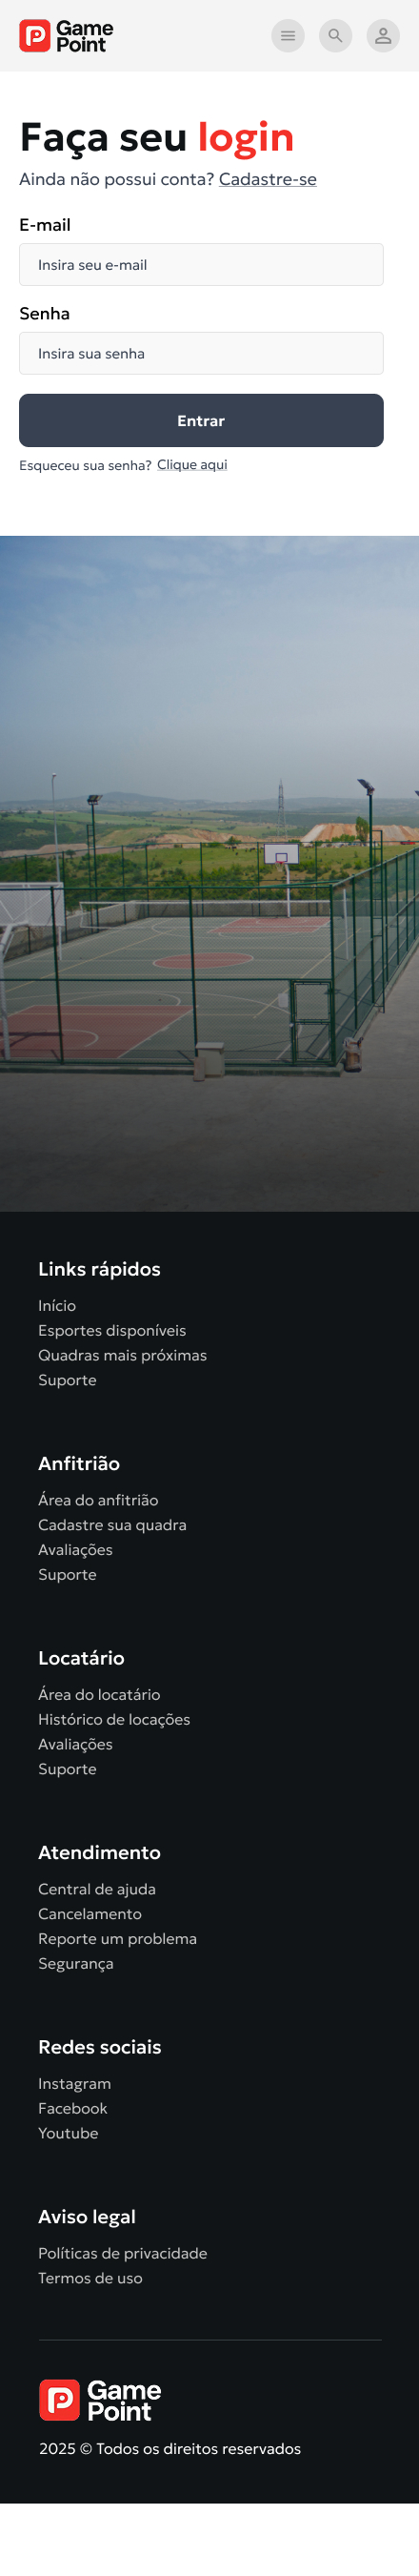 Game
Point
Faça seu login
Ainda não possui conta? Cadastre-se
E-mail
Insira seu e-mail
Senha
Insira sua senha
Entrar
Esqueceu sua senha? Clique aqui
Links rápidos
Início
Esportes disponíveis
Quadras mais próximas
Suporte
Anfitrião
Área do anfitrião
Cadastre sua quadra
Avaliações
Suporte
Locatário
Área do locatário
Histórico de locações
Avaliações
Suporte
Atendimento
Central de ajuda
Cancelamento
Reporte um problema
Segurança
Redes sociais
Instagram
Facebook
Youtube
Aviso legal
Políticas de privacidade
Termos de uso
Game
Point
2025 © Todos os direitos reservados